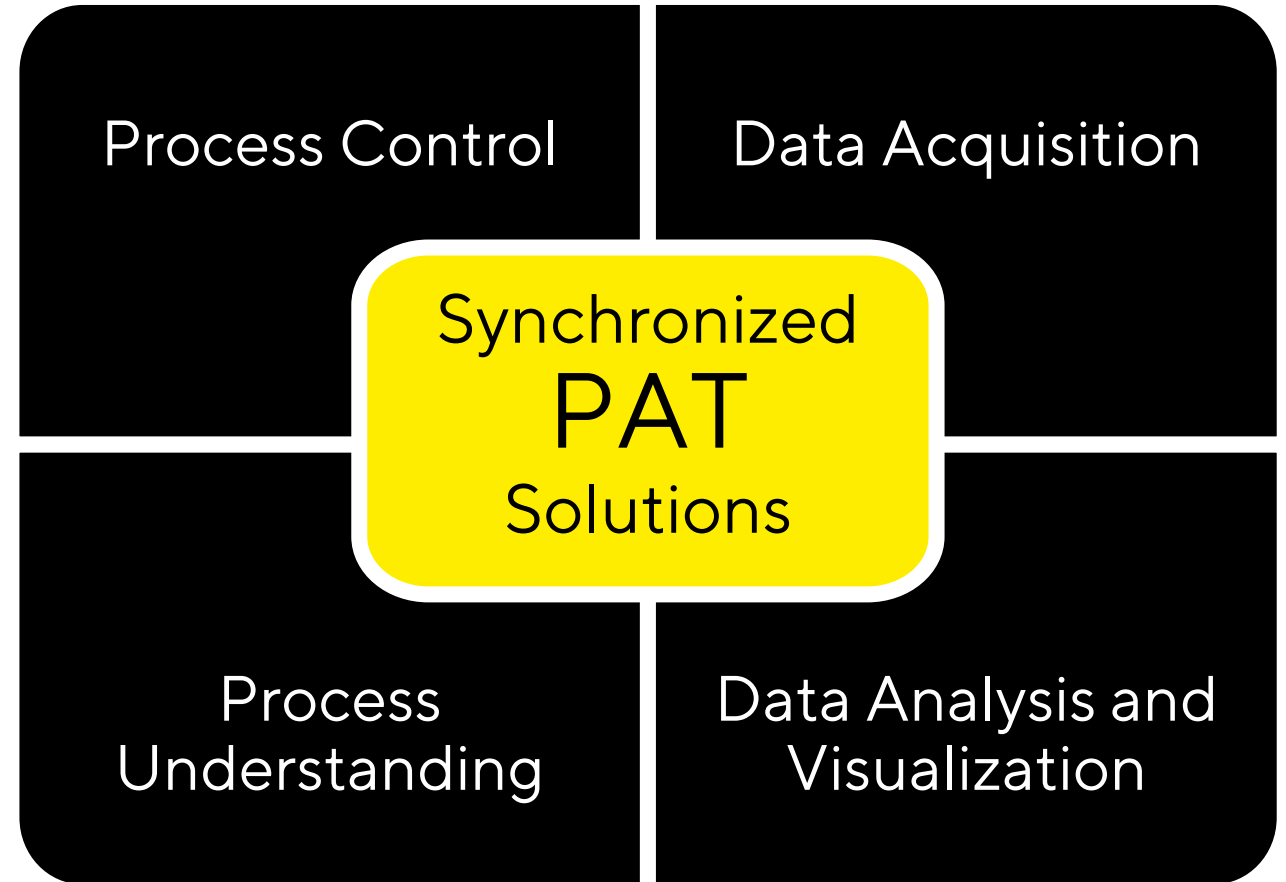 Process Control
Data Acquisition
Synchronized
PAT
Solutions
Process
Understanding
Data Analysis and
Visualization